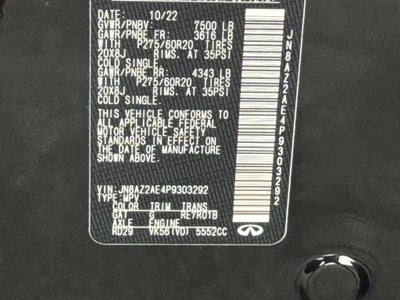 DATE: 10/22
GVWR/PNBV: 7500 LB
GAWR/PNBE FR: 3616 LB
WITH P275/60R20 TIRES
20X8J RIMS. AT 35PSI
COLD SINGLE.
GAWR/PNBE RR: 4343 LB
WITH P275/60R20 TIRES
20X8J RIMS. AT 35PSI
COLD SINGLE.
THIS VEHICLE CONFORMS TO
ALL APPLICABLE FEDERAL
MOTOR VEHICLE SAFETY
STANDARDS IN EFFECT ON
THE DATE OF MANUFACTURE
SHOWN ABOVE.
JN8AZ2AE4P9303292
VIN: JN8AZ2AE4P9303292
TYPE: MPV
COLOR TRIM TRANS
GAT G RE7R01B
AXLE ENGINE
RD29 VK56(VD) 5552CC